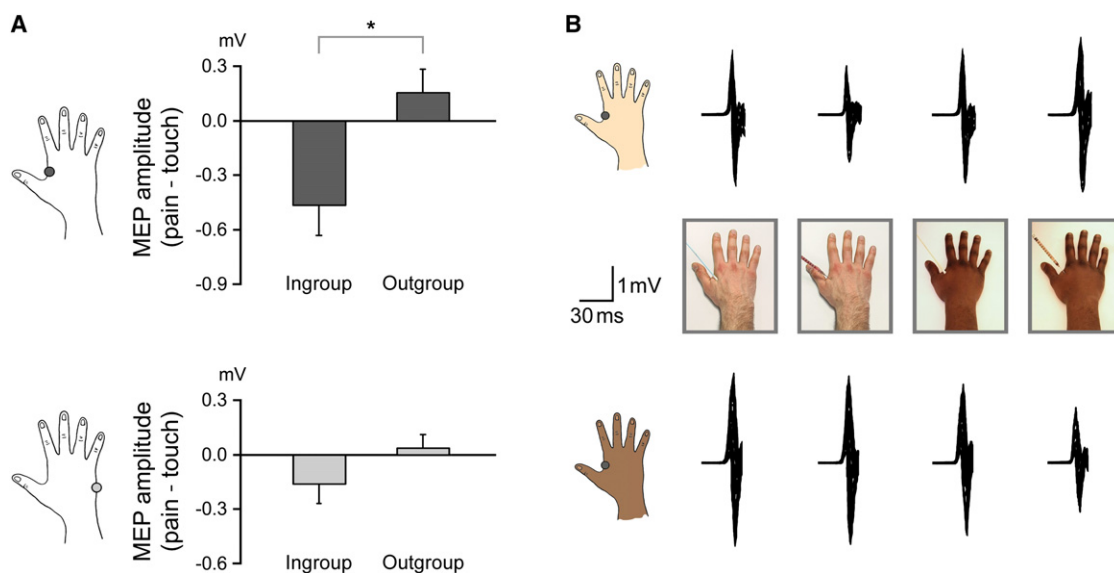 A
mV
*
0.3
0.0
-0.3
-0.6
-0.9
MEP amplitude
(pain - touch)
Ingroup
Outgroup
mV
0.3
0.0
-0.3
-0.6
MEP amplitude
(pain - touch)
Ingroup
Outgroup
B
1 mV
30 ms